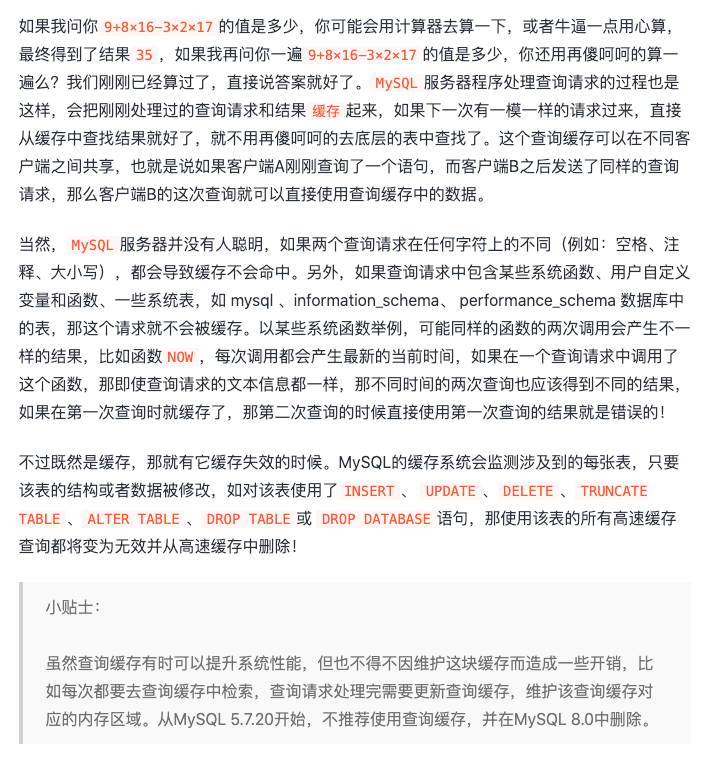 如果我问你 9+8×16-3×2×17 的值是多少，你可能会用计算器去算一下，或者牛逼一点用心算，
最终得到了结果 35 ，如果我再问你一遍 9+8×16-3×2×17 的值是多少，你还用再傻呵呵的算一
遍么？我们刚刚已经算过了，直接说答案就好了。 MySQL 服务器程序处理查询请求的过程也是
这样，会把刚刚处理过的查询请求和结果 缓存 起来，如果下一次有一模一样的请求过来，直接
从缓存中查找结果就好了，就不用再傻呵呵的去底层的表中查找了。这个查询缓存可以在不同客
户端之间共享，也就是说如果客户端A刚刚查询了一个语句，而客户端B之后发送了同样的查询
请求，那么客户端B的这次查询就可以直接使用查询缓存中的数据。
当然， MySQL 服务器并没有人聪明，如果两个查询请求在任何字符上的不同（例如：空格、注
释、大小写），都会导致缓存不会命中。另外，如果查询请求中包含某些系统函数、用户自定义
变量和函数、一些系统表，如 mysql 、information_schema、 performance_schema 数据库中
的表，那这个请求就不会被缓存。以某些系统函数举例，可能同样的函数的两次调用会产生不一
样的结果，比如函数 NOW ，每次调用都会产生最新的当前时间，如果在一个查询请求中调用了
这个函数，那即使查询请求的文本信息都一样，那不同时间的两次查询也应该得到不同的结果，
如果在第一次查询时就缓存了，那第二次查询的时候直接使用第一次查询的结果就是错误的！
不过既然是缓存，那就有它缓存失效的时候。MySQL的缓存系统会监测涉及到的每张表，只要
该表的结构或者数据被修改，如对该表使用了 INSERT 、 UPDATE 、 DELETE 、 TRUNCATE
TABLE 、 ALTER TABLE 、 DROP TABLE 或 DROP DATABASE 语句，那使用该表的所有高速缓存
查询都将变为无效并从高速缓存中删除！
小贴士：
虽然查询缓存有时可以提升系统性能，但也不得不因维护这块缓存而造成一些开销，比
如每次都要去查询缓存中检索，查询请求处理完需要更新查询缓存，维护该查询缓存对
应的内存区域。从MySQL 5.7.20开始，不推荐使用查询缓存，并在MySQL 8.0中删除。